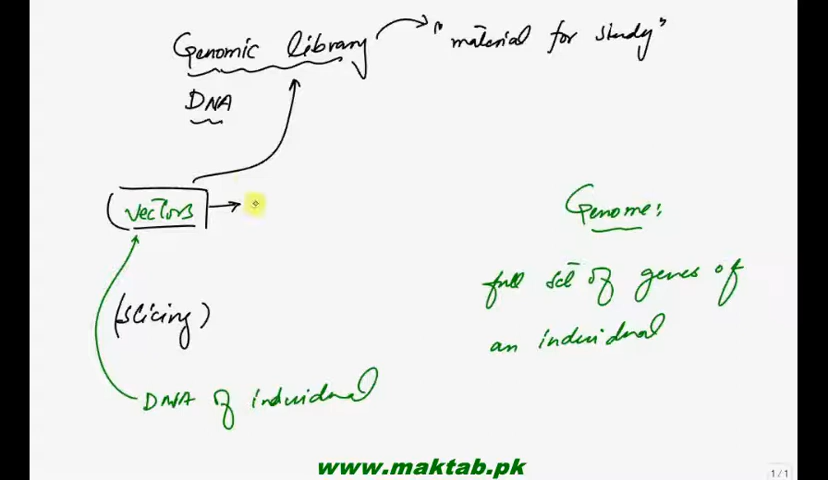 Genomic library
"material for study"
DNA
vectors
Genome:
full set of genes of
an individual
(slicing)
DNA of individual
www.maktab.pk
1/1